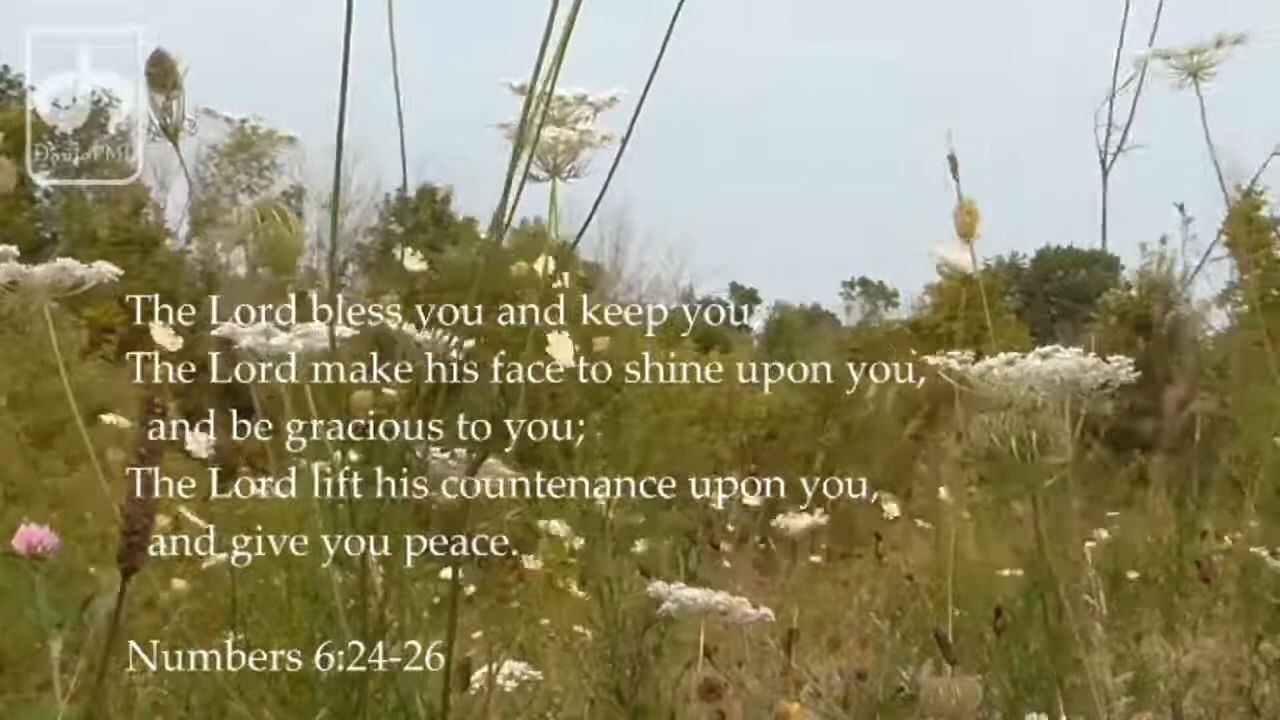 The Lord bless you and keep you;
The Lord make his face to shine upon you,
and be gracious to you;
The Lord lift his countenance upon you,
and give you peace.
Numbers 6:24-26